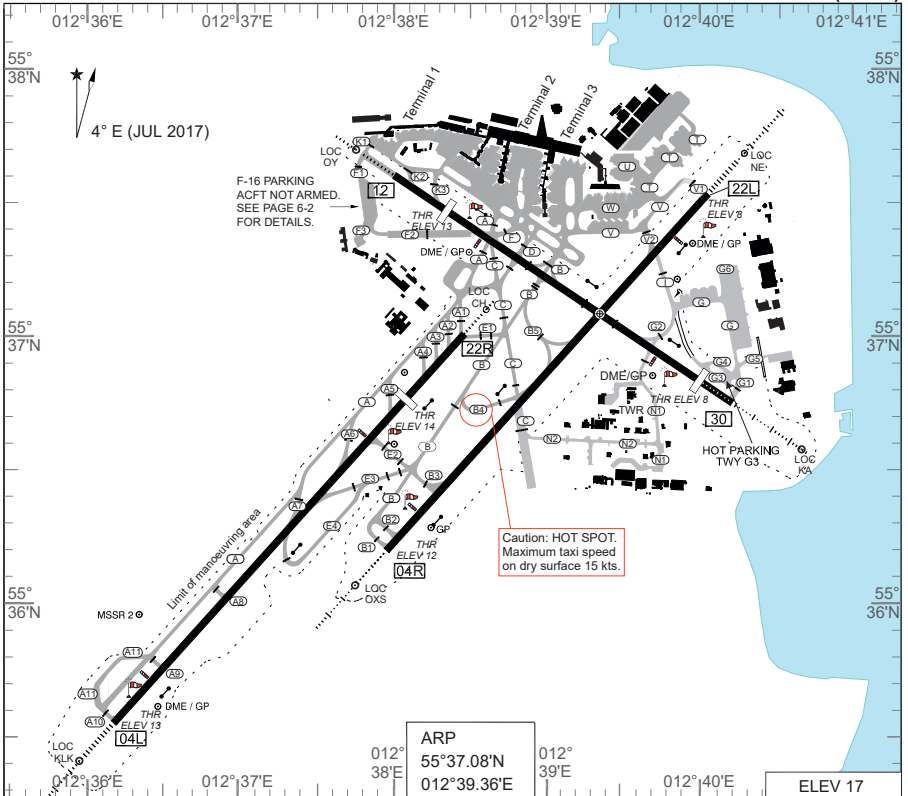 012°36'E
012°37'E
012°38'E
012°39'E
012°40'E
012°41'E
55°
38'N
4° E (JUL 2017)
Terminal 1
Terminal 2
Terminal 3
LOC
OY
K1
F1
K2
K3
12
F-16 PARKING
ACFT NOT ARMED.
SEE PAGE 6-2
FOR DETAILS.
THR
ELEV 13
F3
F2
A
F
D
B
A
C
DME / GP
U
T
T
T
W
V
V
V1
V2
LOC
NE
22L
THR
ELEV 8
DME / GP
LOC
CH
C
B
B5
G6
G
G
G2
G4
G5
G3
G1
55°
37'N
A1
A2
A3
A4
E1
22R
B
C
DME/GP
THR ELEV 8
30
A
A5
THR
ELEV 14
B4
TWR
N1
C
N2
N2
N1
HOT PARKING
TWY G3
LOC
KA
A6
B
E2
E3
B3
A7
B
E4
B2
B1
GP
THR
ELEV 12
04R
Caution: HOT SPOT.
Maximum taxi speed
on dry surface 15 kts.
Limit of manoeuvring area
A
A8
LOC
OXS
55°
36'N
MSSR 2
A11
A9
A11
A10
DME / GP
THR
ELEV 13
04L
LOC
KLK
ARP
55°37.08'N
012°39.36'E
012°36'E
012°37'E
012°
38'E
012°
39'E
012°40'E
ELEV 17